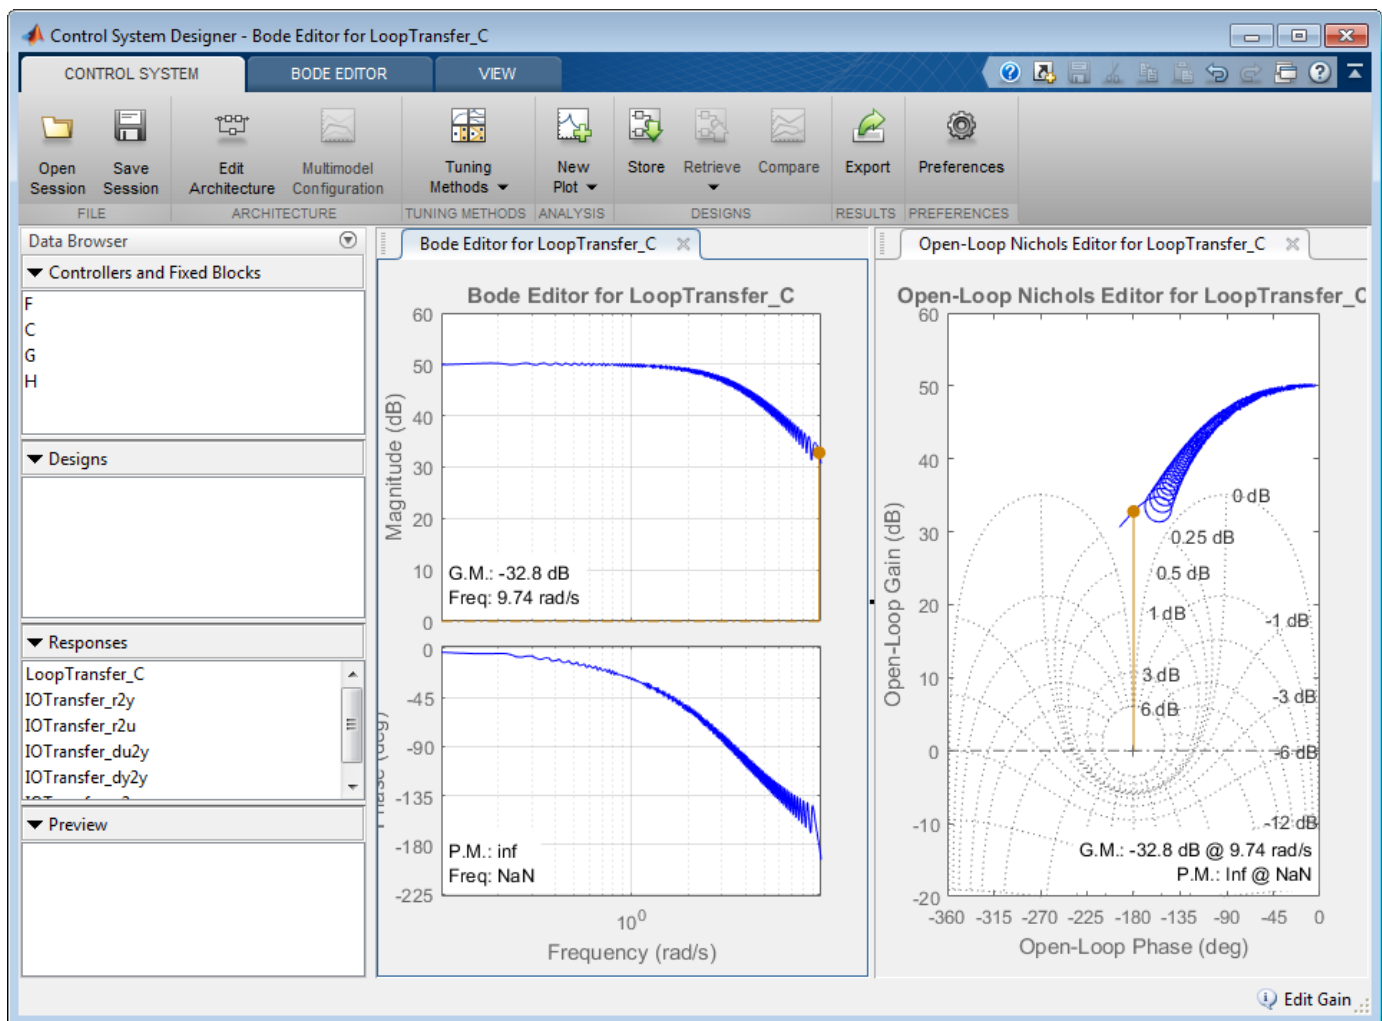 Control System Designer - Bode Editor for LoopTransfer_C
CONTROL SYSTEM
BODE EDITOR
VIEW
Open Session
Save Session
Edit Architecture
Multimodel Configuration
Tuning Methods
New Plot
Store
Retrieve
Compare
Export
Preferences
FILE
ARCHITECTURE
TUNING METHODS
ANALYSIS
DESIGNS
RESULTS
PREFERENCES
Data Browser
Controllers and Fixed Blocks
F
C
G
H
Designs
Responses
LoopTransfer_C
IOTransfer_r2y
IOTransfer_r2u
IOTransfer_du2y
IOTransfer_dy2y
Preview
Bode Editor for LoopTransfer_C
Bode Editor for LoopTransfer_C
60
50
40
30
20
10
0
Magnitude (dB)
G.M.: -32.8 dB
Freq: 9.74 rad/s
0
-45
-90
-135
-180
-225
Phase (deg)
P.M.: inf
Freq: NaN
10^0
Frequency (rad/s)
Open-Loop Nichols Editor for LoopTransfer_C
Open-Loop Nichols Editor for LoopTransfer_C
60
50
40
30
20
10
0
-10
-20
Open-Loop Gain (dB)
0 dB
0.25 dB
0.5 dB
1 dB
-1 dB
3 dB
-3 dB
6 dB
-6 dB
-12 dB
G.M.: -32.8 dB @ 9.74 rad/s
P.M.: Inf @ NaN
-360 -315 -270 -225 -180 -135 -90 -45 0
Open-Loop Phase (deg)
Edit Gain